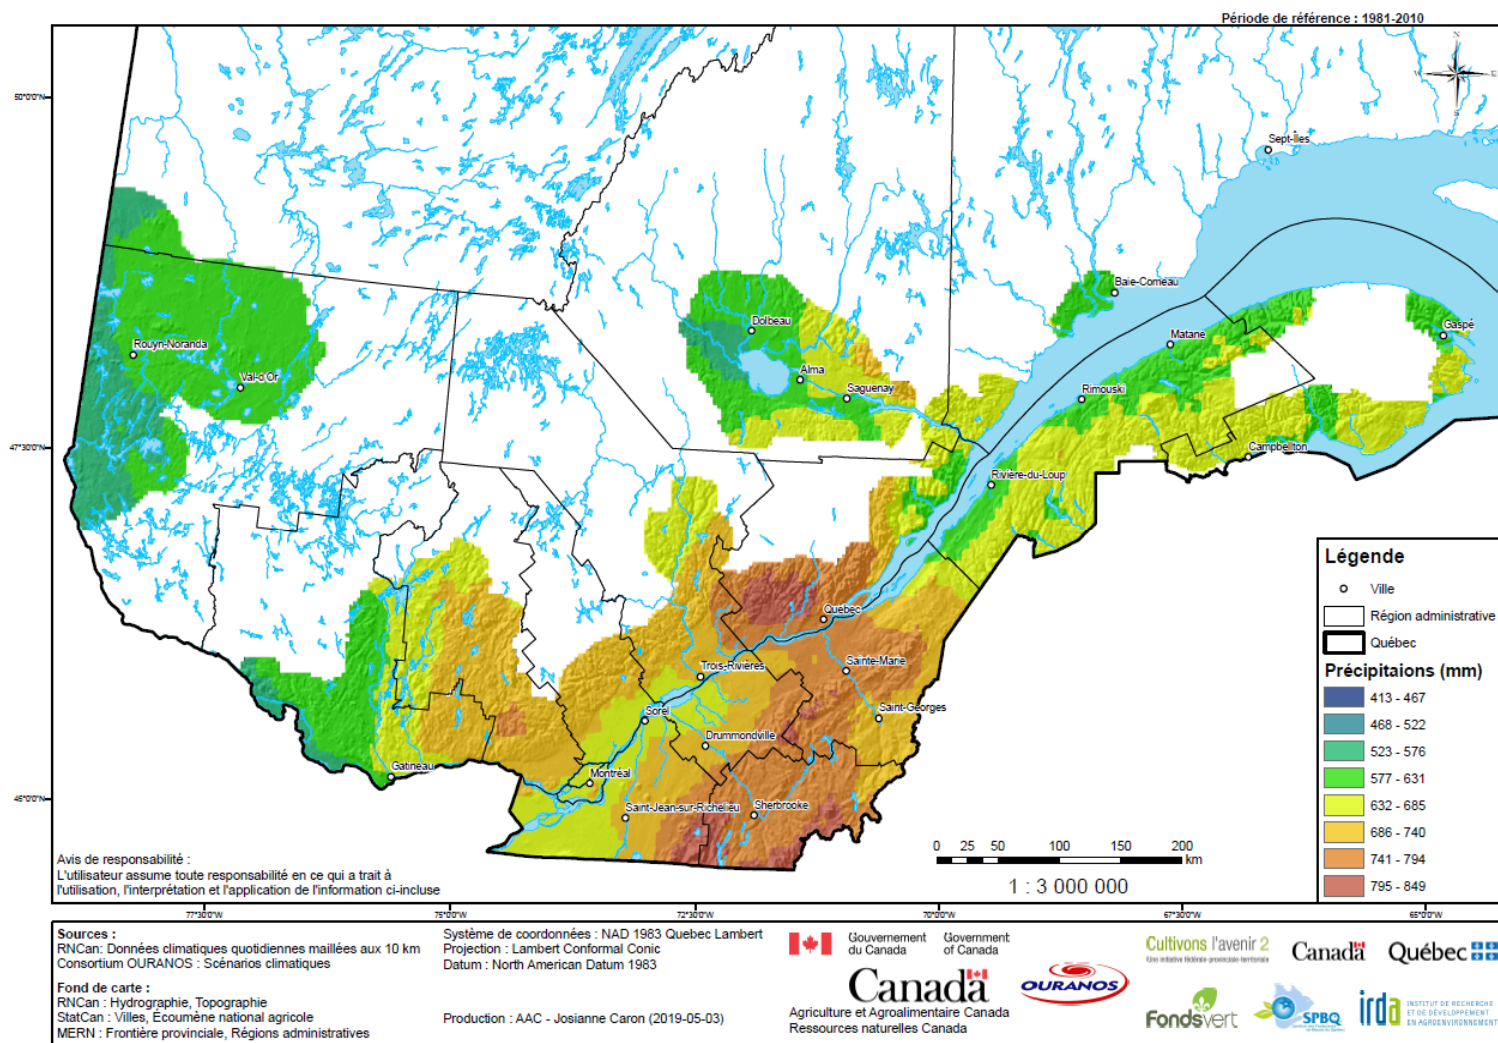 Période de référence : 1981-2010
N
W
E
S
50°0'0"N
47°30'0"N
45°0'0"N
Sept-Îles
Baie-Comeau
Matane
Gaspé
Dolbeau
Rouyn-Noranda
Val-d'Or
Alma
Saguenay
Rimouski
Campbellton
Rivière-du-Loup
Québec
Sainte-Marie
Trois-Rivières
Saint-Georges
Sorel
Drummondville
Gatineau
Montréal
Saint-Jean-sur-Richelieu
Sherbrooke
Légende
Ville
Région administrative
Québec
Précipitaions (mm)
413 - 467
468 - 522
523 - 576
577 - 631
632 - 685
686 - 740
741 - 794
795 - 849
0 25 50 100 150 200
km
1 : 3 000 000
Avis de responsabilité :
L'utilisateur assume toute responsabilité en ce qui a trait à
l'utilisation, l'interprétation et l'application de l'information ci-incluse
77°30'0"W 75°0'0"W 72°30'0"W 70°0'0"W 67°30'0"W 65°0'0"W
Sources :
RNCan: Données climatiques quotidiennes maillées aux 10 km
Consortium OURANOS : Scénarios climatiques
Fond de carte :
RNCan : Hydrographie, Topographie
StatCan : Villes, Écoumène national agricole
MERN : Frontière provinciale, Régions administratives
Système de coordonnées : NAD 1983 Quebec Lambert
Projection : Lambert Conformal Conic
Datum : North American Datum 1983
Production : AAC - Josianne Caron (2019-05-03)
Gouvernement du Canada
Government of Canada
Canada
Agriculture et Agroalimentaire Canada
Ressources naturelles Canada
OURANOS
Cultivons l'avenir 2
Une initiative fédérale-provinciale-territoriale
Canada
Québec
Fondsvert
SPBQ
irda
INSTITUT DE RECHERCHE
ET DE DÉVELOPPEMENT
EN AGROENVIRONNEMENT